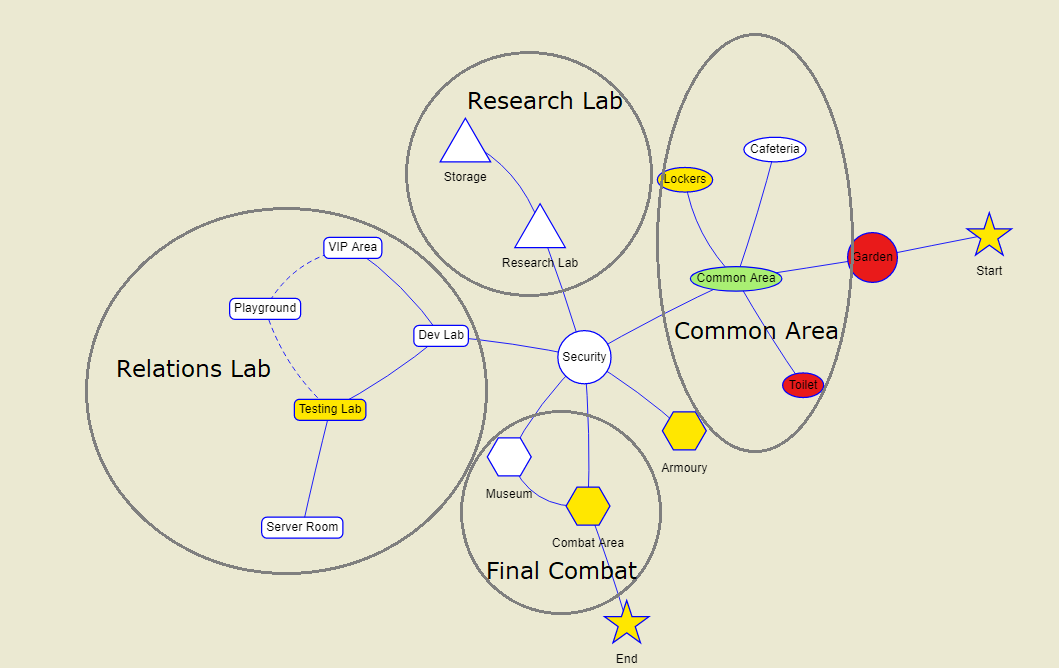 Research Lab
Cafeteria
Storage
Lockers
VIP Area
Garden
Research Lab
Start
Common Area
Playground
Common Area
Dev Lab
Security
Relations Lab
Toilet
Testing Lab
Armoury
Museum
Server Room
Combat Area
Final Combat
End